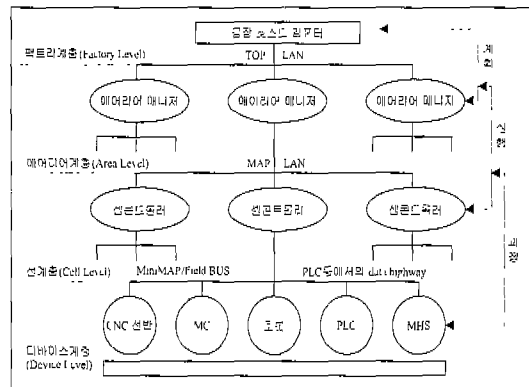 공장 호스트 컴퓨터
팩토리계층(Factory Level)
TOP LAN
계획
에어리어 매니저
에어리어 매니저
에어리어 매니저
실행
에어리어계층(Area Level)
MAP LAN
셀콘트롤러
셀콘트롤러
셀콘트롤러
과정
셀계층(Cell Level)
MiniMAP/Field BUS
PLC등에서의 data highway
CNC 선반
MC
로봇
PLC
MHS
디바이스계층
(Device Level)